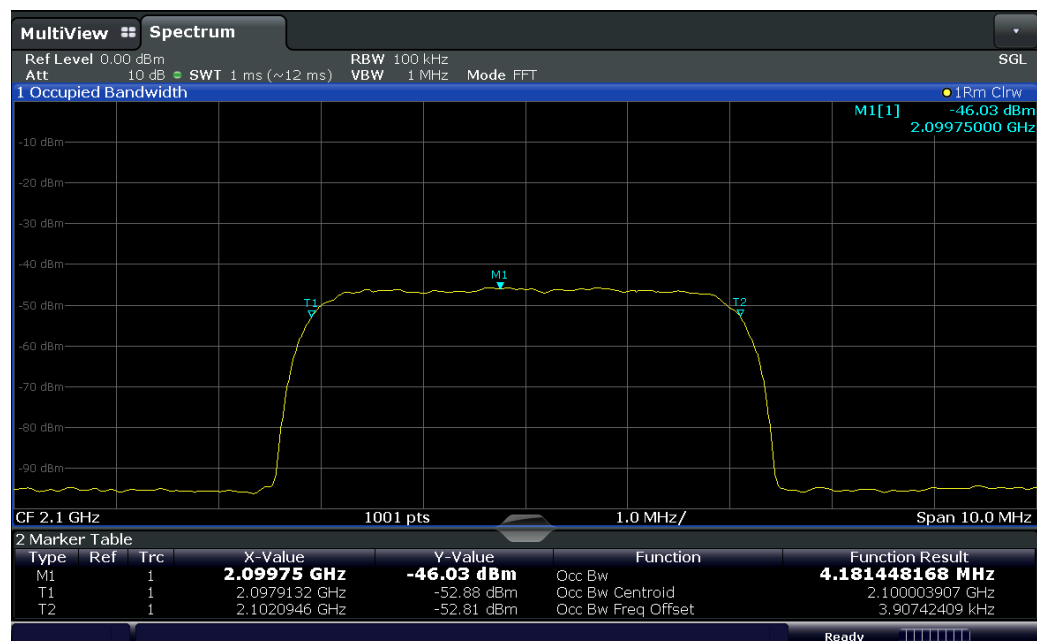 MultiView Spectrum
Ref Level 0.00 dBm RBW 100 kHz SGL
Att 10 dB SWT 1 ms (~12 ms) VBW 1 MHz Mode FFT
1 Occupied Bandwidth 1Rm Clrw
M1[1] -46.03 dBm
2.09975000 GHz
-10 dBm
-20 dBm
-30 dBm
-40 dBm
M1
-50 dBm
T1 T2
-60 dBm
-70 dBm
-80 dBm
-90 dBm
CF 2.1 GHz 1001 pts 1.0 MHz/ Span 10.0 MHz
2 Marker Table
Type Ref Trc X-Value Y-Value Function Function Result
M1 1 2.09975 GHz -46.03 dBm Occ Bw 4.181448168 MHz
T1 1 2.0979132 GHz -52.88 dBm Occ Bw Centroid 2.100003907 GHz
T2 1 2.1020946 GHz -52.81 dBm Occ Bw Freq Offset 3.90742409 kHz
Ready